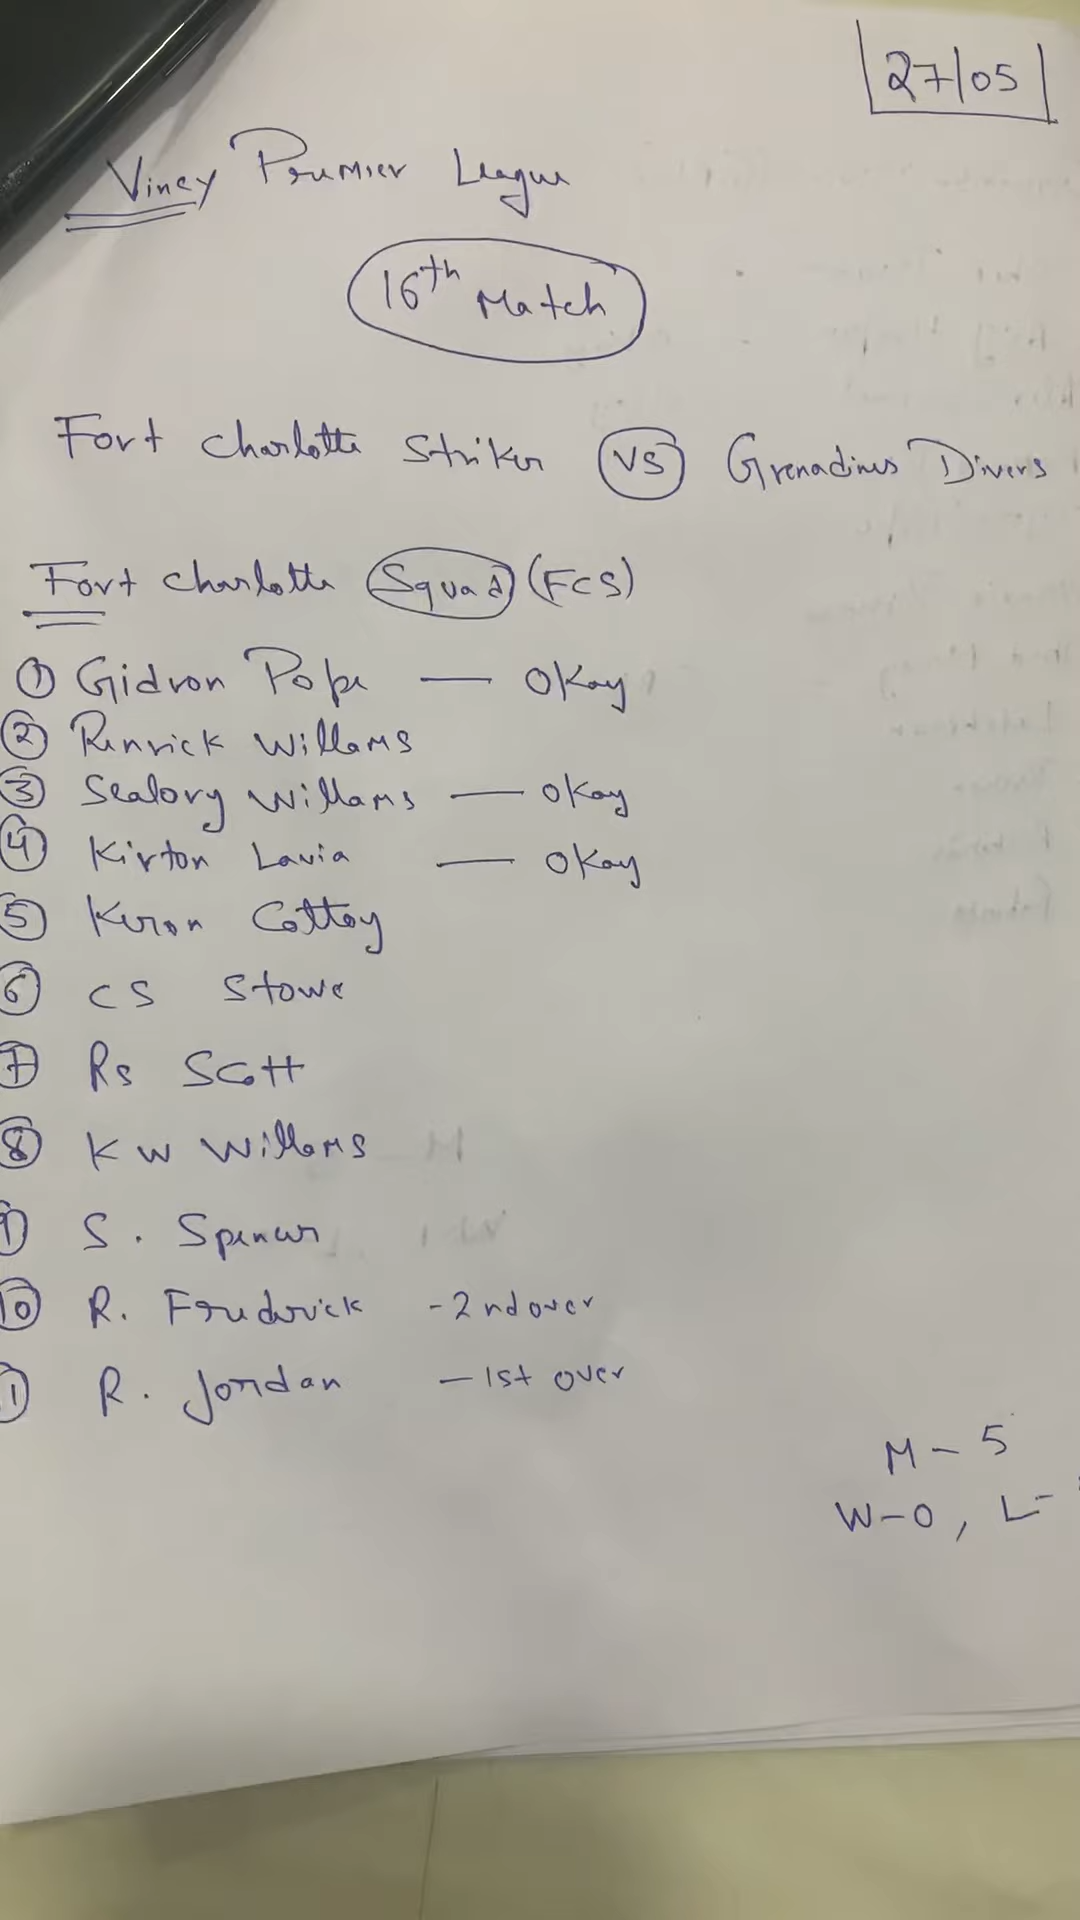 27/05
Vincy Premier League
16th Match
Fort Charlotte Striker VS Grenadines Divers
Fort Charlotte Squad (FCS)
① Gidron Pope — Okay
② Renrick Willams
③ Sealory Willams — Okay
④ Kirton Lavia — Okay
⑤ Keron Cottoy
⑥ CS Stowe
⑦ Rs Scott
⑧ K W Willams
⑨ S. Spencer
⑩ R. Frederick - 2nd over
⑪ R. Jordan — 1st over
M - 5
W-0, L-